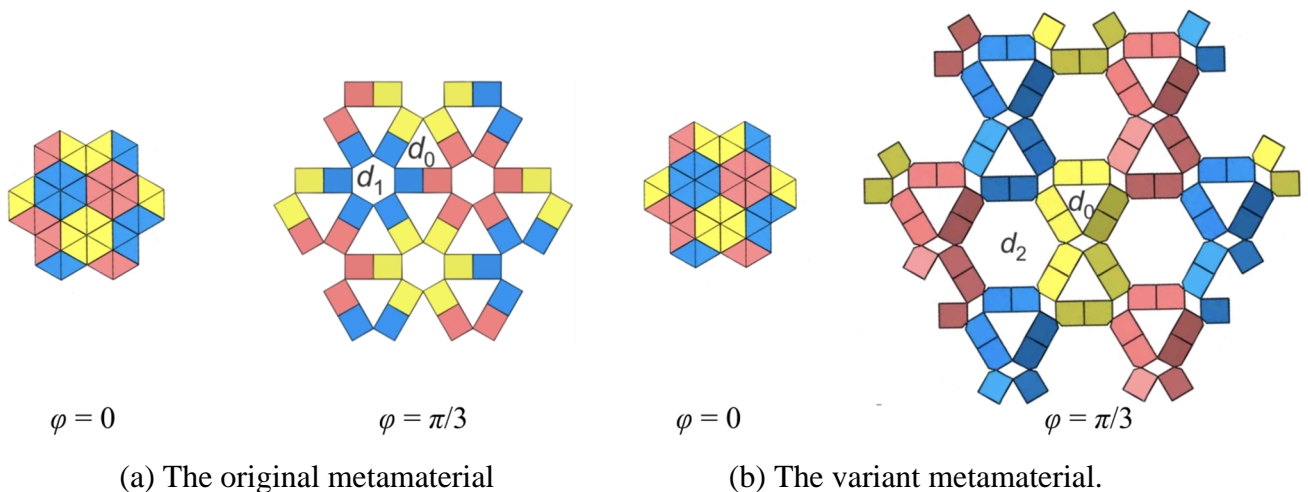 d₀
d₁
d₀
d₂
φ = 0
φ = π/3
φ = 0
φ = π/3
(a) The original metamaterial
(b) The variant metamaterial.